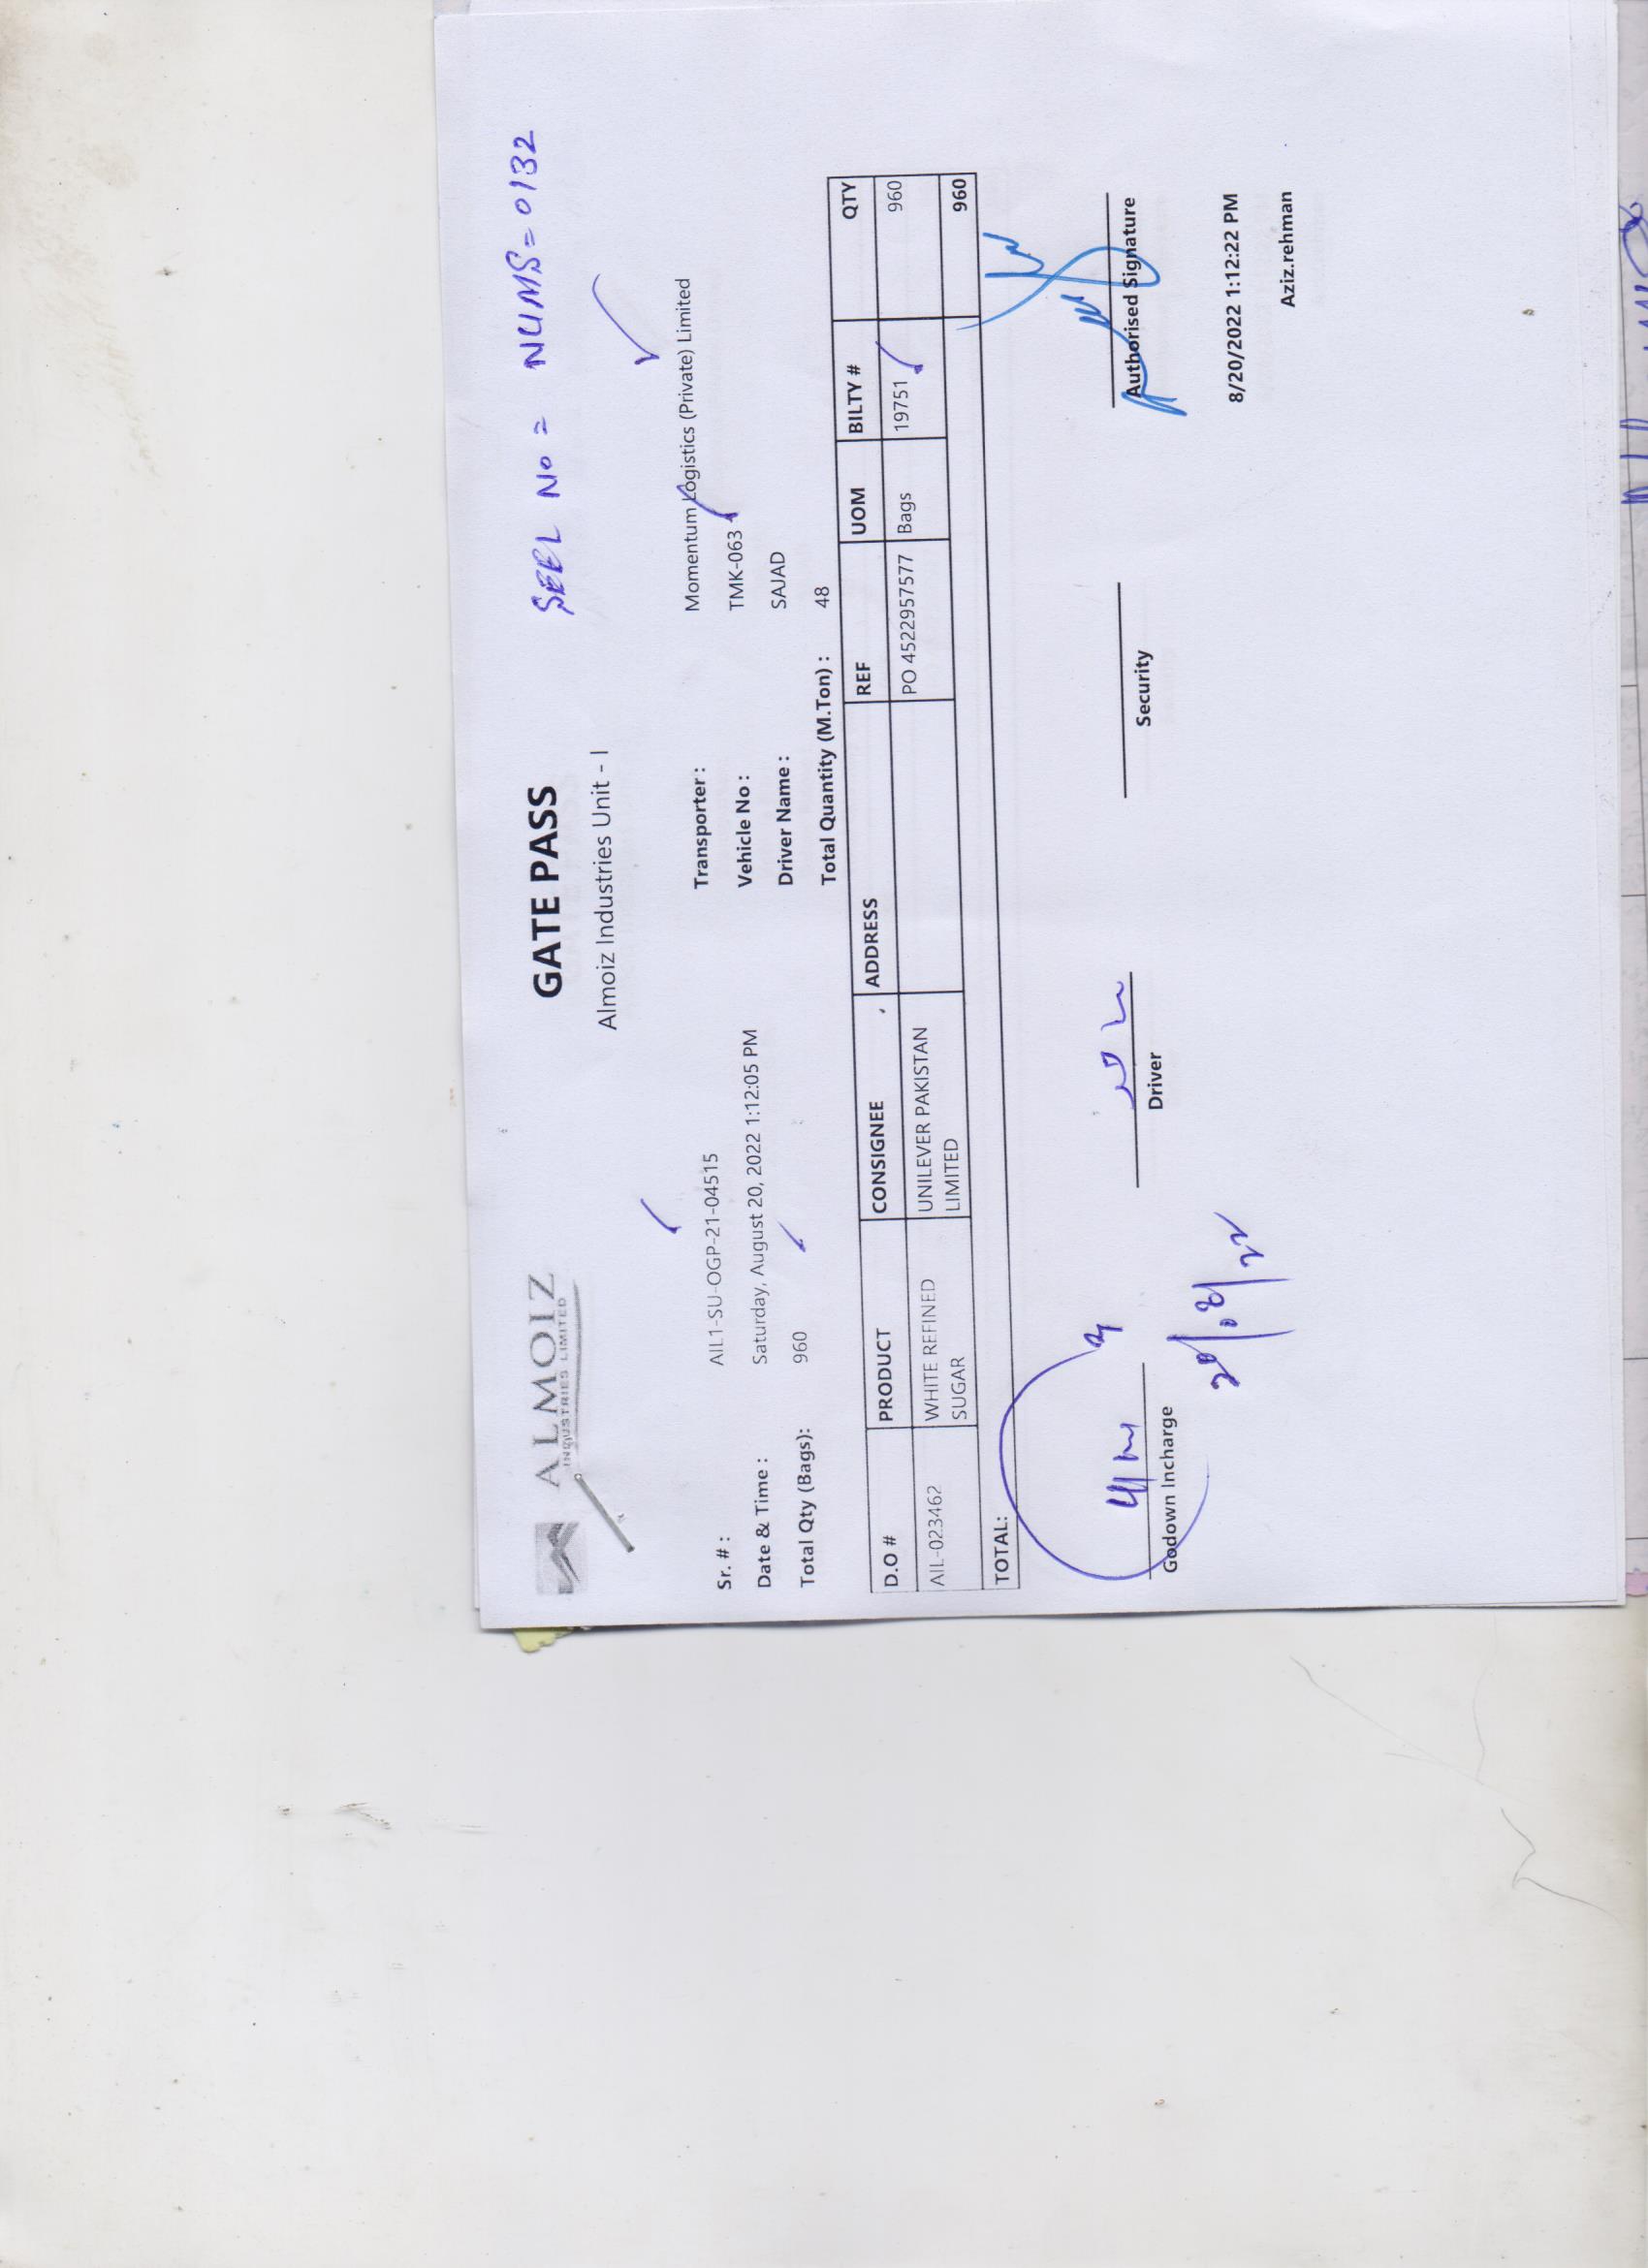 ALMOIZ
INDUSTRIES LIMITED
GATE PASS
Almoiz Industries Unit - I
SEEL No = NUMS=0132
Sr. # : AIL1-SU-OGP-21-04515
Transporter : Momentum Logistics (Private) Limited
Date & Time : Saturday, August 20, 2022 1:12:05 PM
Vehicle No : TMK-063
Total Qty (Bags): 960
Driver Name : SAJAD
Total Quantity (M.Ton) : 48
D.O # PRODUCT CONSIGNEE ADDRESS REF UOM BILTY # QTY
AIL-023462 WHITE REFINED SUGAR UNILEVER PAKISTAN LIMITED PO 4522957577 Bags 19751 960
TOTAL: 960
Godown Incharge Driver Security Authorised Signature
20/.8/22
8/20/2022 1:12:22 PM
Aziz.rehman